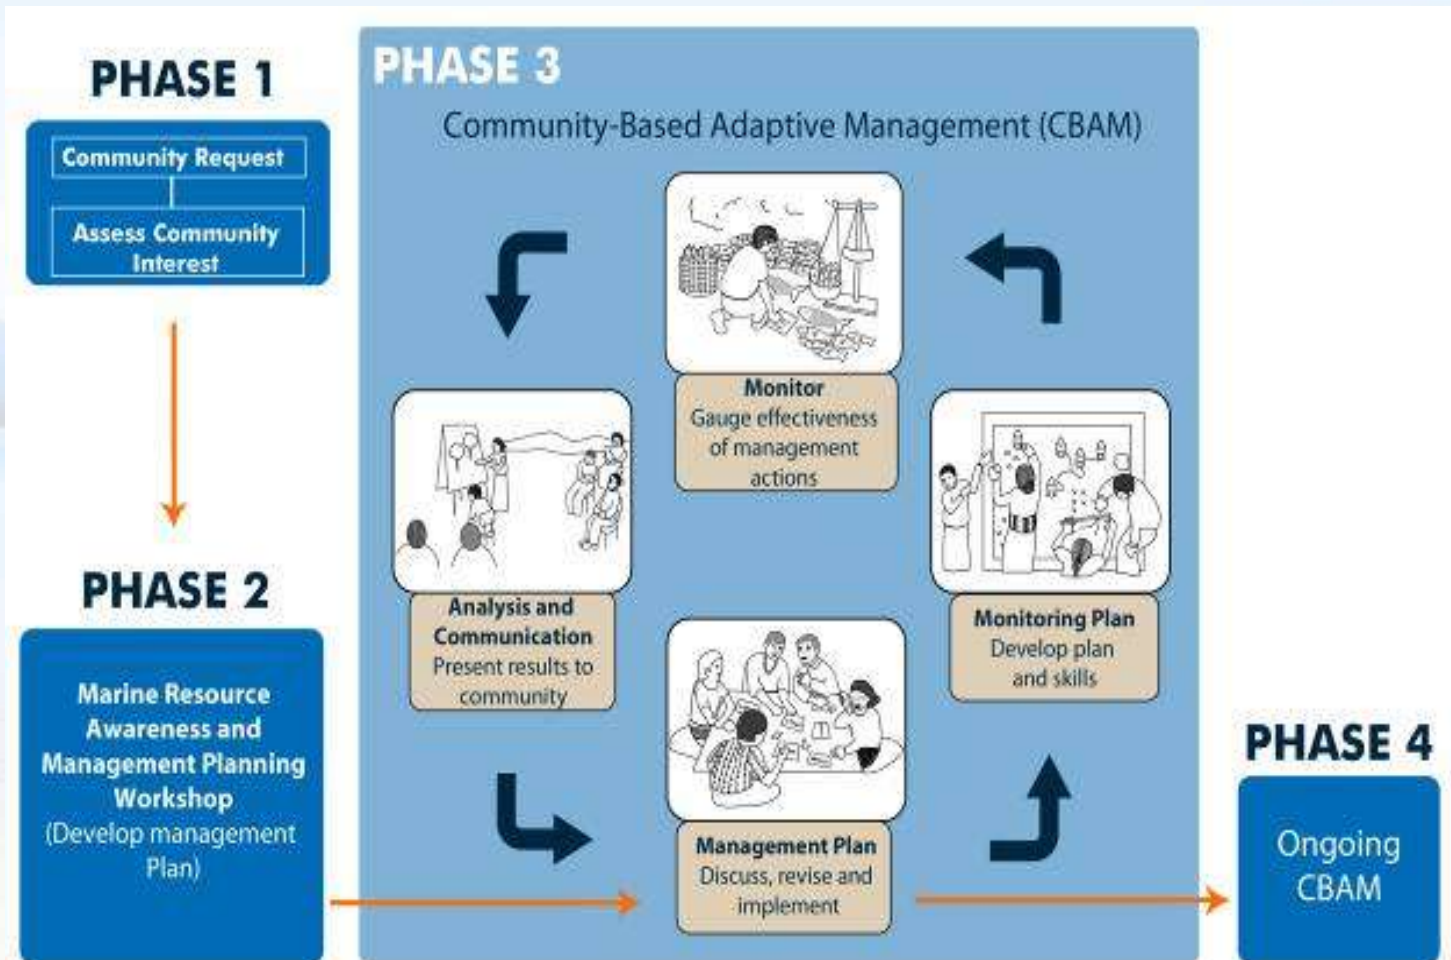 PHASE 1
Community Request
Assess Community
Interest
PHASE 2
Marine Resource
Awareness and
Management Planning
Workshop
(Develop management
Plan)
PHASE 3
Community-Based Adaptive Management (CBAM)
Monitor
Gauge effectiveness
of management
actions
Analysis and
Communication
Present results to
community
Monitoring Plan
Develop plan
and skills
Management Plan
Discuss, revise and
implement
PHASE 4
Ongoing
CBAM